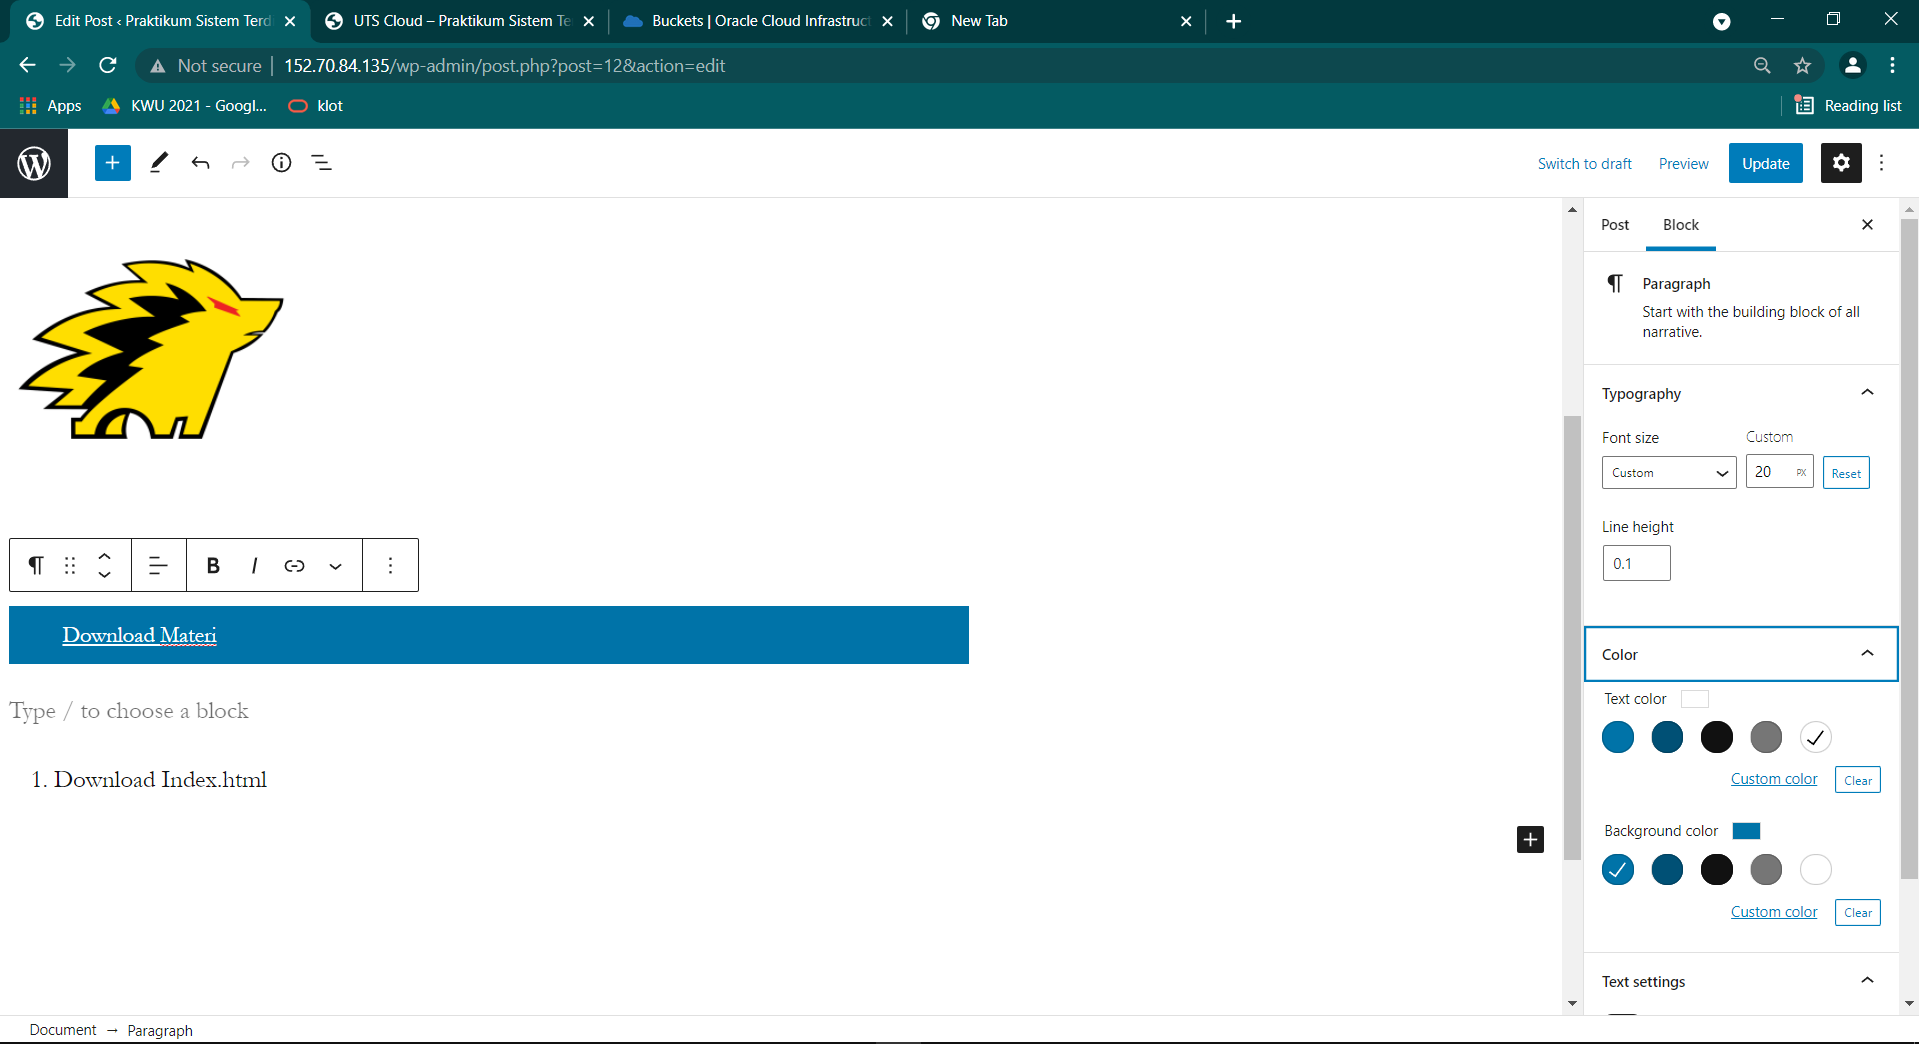 Edit Post ‹ Praktikum Sistem Terdi
UTS Cloud – Praktikum Sistem Te
Buckets | Oracle Cloud Infrastruct
New Tab
Not secure
152.70.84.135/wp-admin/post.php?post=12&action=edit
Apps
KWU 2021 - Googl...
klot
Reading list
Switch to draft
Preview
Update
Post
Block
Paragraph
Start with the building block of all
narrative.
Typography
Font size
Custom
Custom
20
PX
Reset
Line height
0.1
B I
Download Materi
Color
Text color
Type / to choose a block
1. Download Index.html
Custom color
Clear
Background color
Custom color
Clear
Text settings
Document → Paragraph